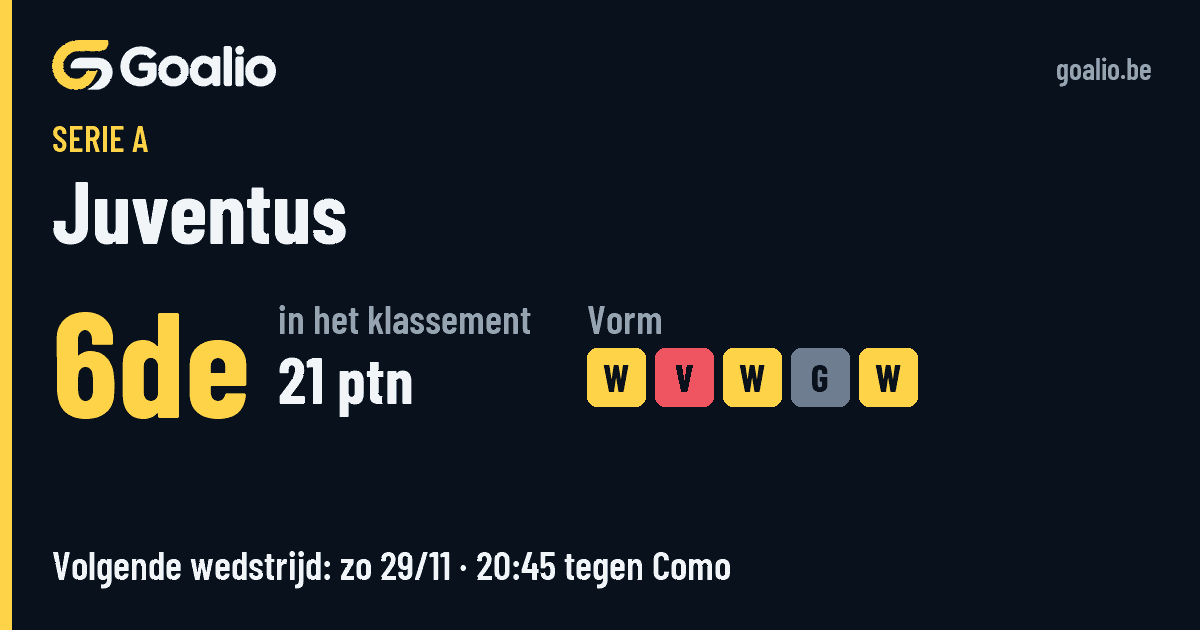 Goalio
goalio.be
SERIE A
Juventus
6de
in het klassement
21 ptn
Vorm
W V W G W
Volgende wedstrijd: zo 29/11 · 20:45 tegen Como